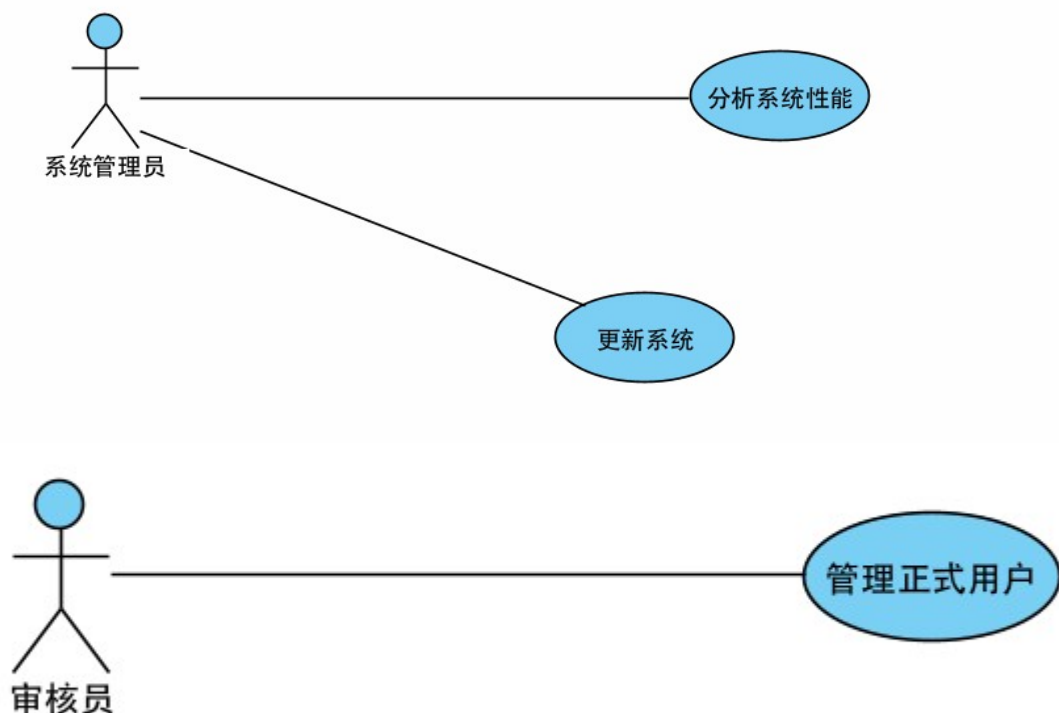 分析系统性能
系统管理员
更新系统
管理正式用户
审核员